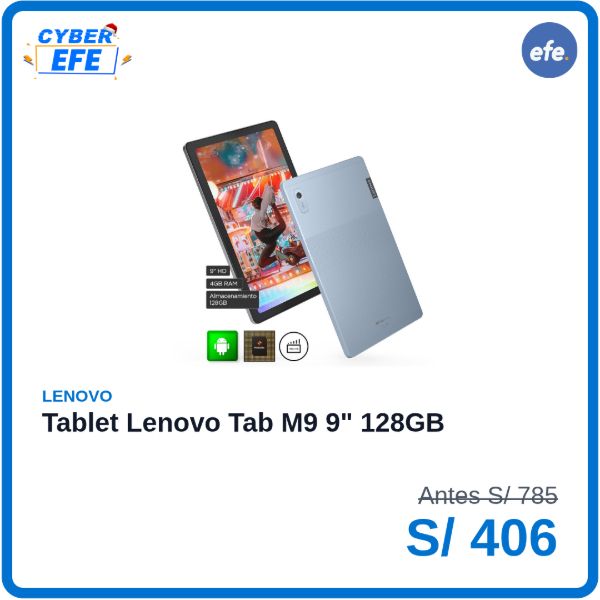 CYBER
EFE
efe.
9" HD
4GB RAM
Almacenamiento
128GB
LENOVO
Tablet Lenovo Tab M9 9" 128GB
Antes S/ 785
S/ 406